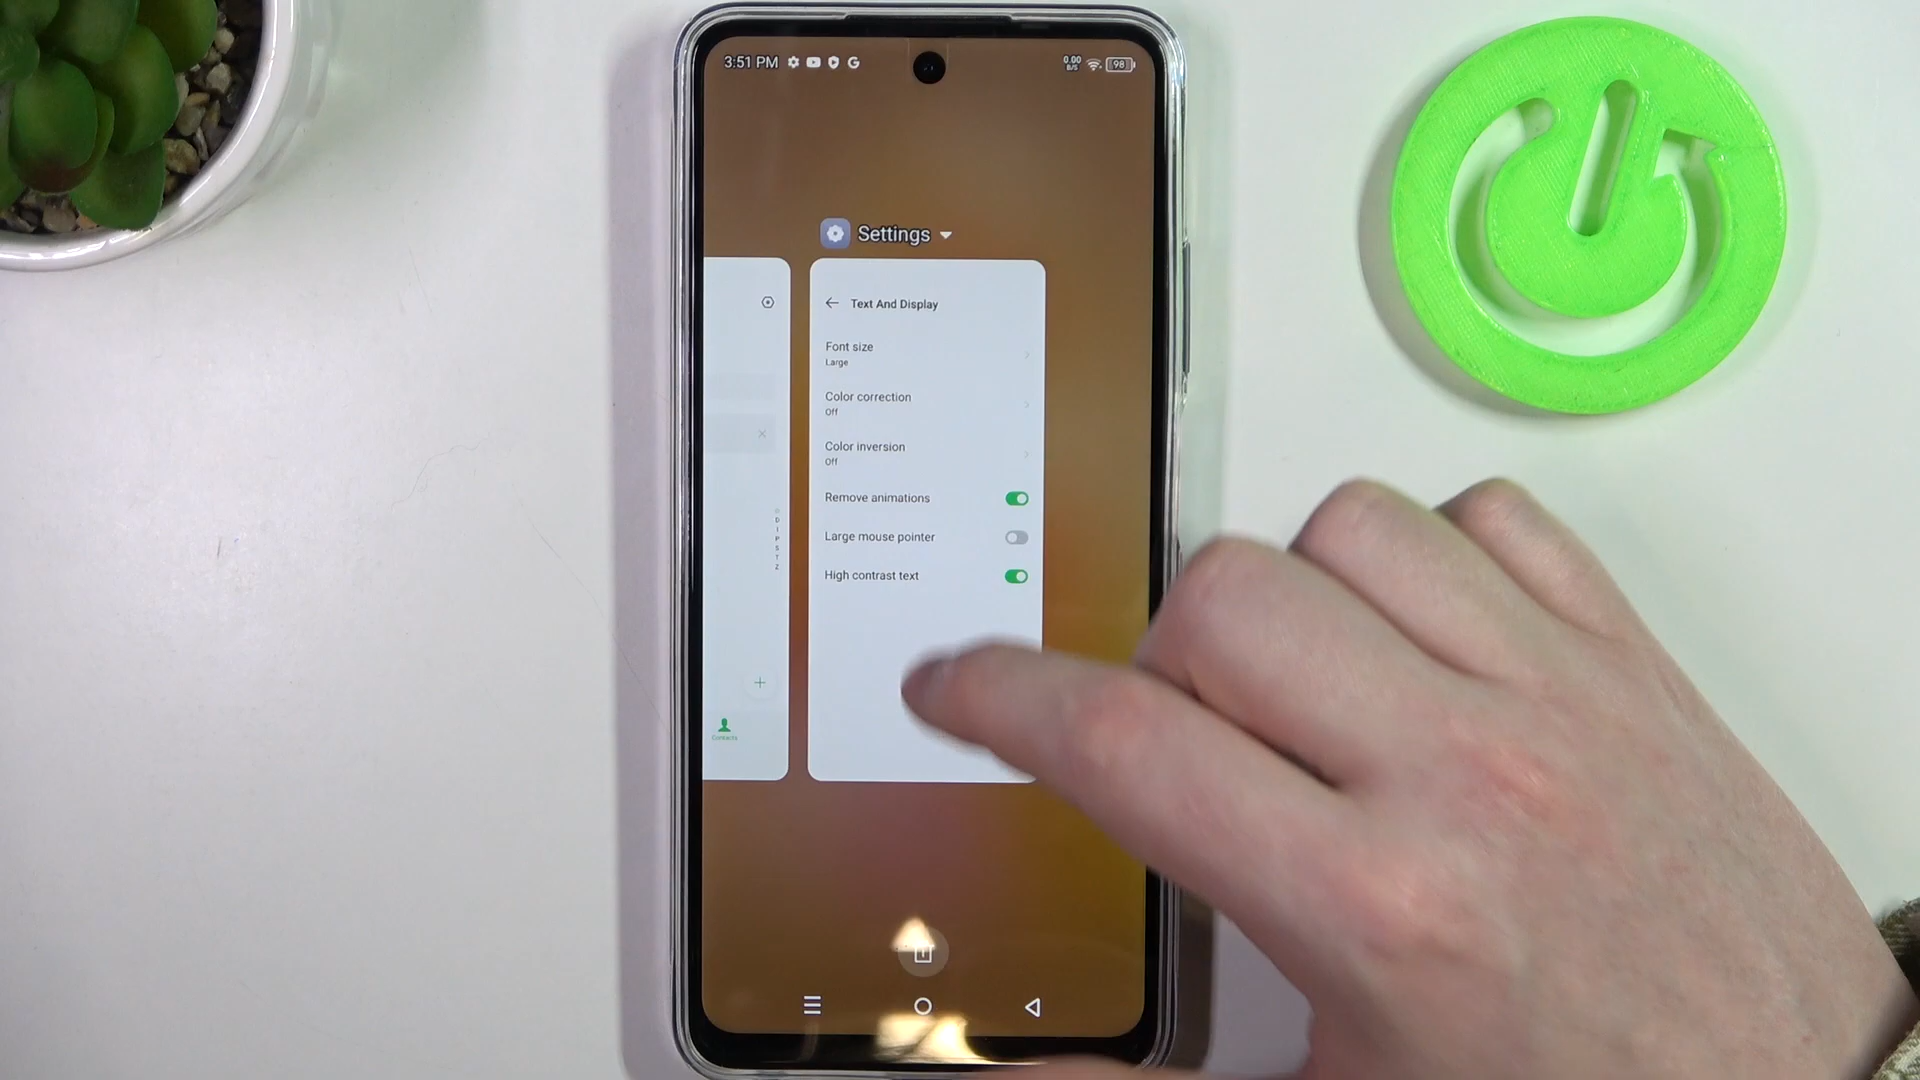 3:51 PM G 0.00 B/S 98
Settings
Text And Display
Font size
Large
Color correction
Off
Color inversion
Off
Remove animations
Large mouse pointer
High contrast text
D
I
P
S
T
Z
Contacts